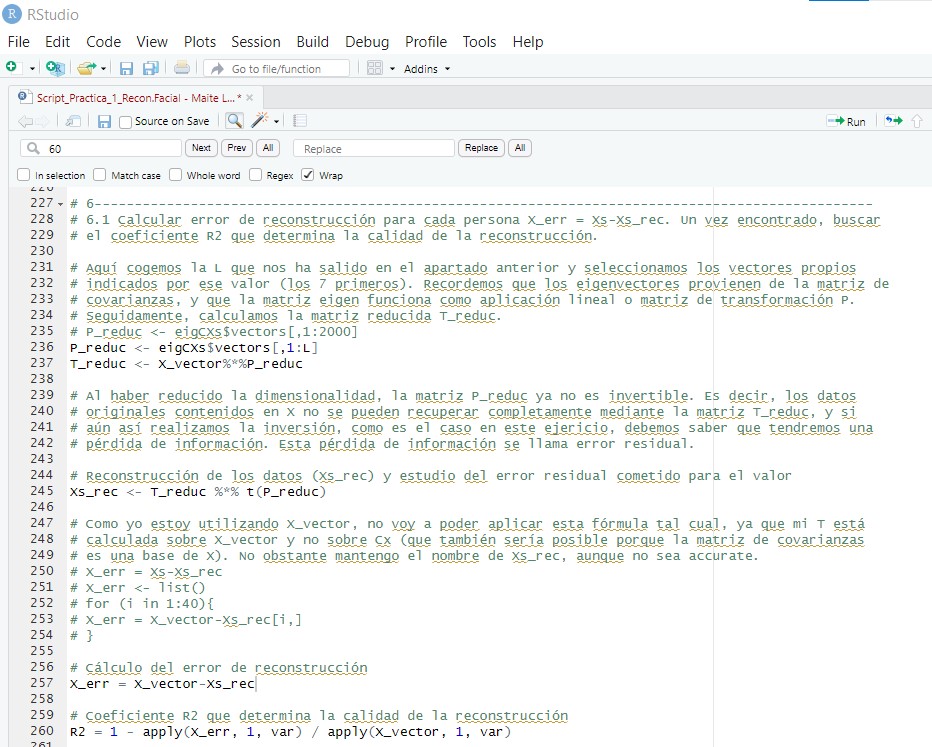 RStudio
File Edit Code View Plots Session Build Debug Profile Tools Help
Go to file/function Addins
Script_Practica_1_Recon.Facial - Maite L...*
Source on Save Run
60 Next Prev All Replace Replace All
In selection Match case Whole word Regex Wrap
226
227 # 6-------------------------------------------------------------------------------------------------
228 # 6.1 Calcular error de reconstrucción para cada persona X_err = Xs-Xs_rec. Un vez encontrado, buscar
229 # el coeficiente R2 que determina la calidad de la reconstrucción.
230
231 # Aquí cogemos la L que nos ha salido en el apartado anterior y seleccionamos los vectores propios
232 # indicados por ese valor (los 7 primeros). Recordemos que los eigenvectores provienen de la matriz de
233 # covarianzas, y que la matriz eigen funciona como aplicación lineal o matriz de transformación P.
234 # Seguidamente, calculamos la matriz reducida T_reduc.
235 # P_reduc <- eigCXs$vectors[,1:2000]
236 P_reduc <- eigCXs$vectors[,1:L]
237 T_reduc <- X_vector%*%P_reduc
238
239 # Al haber reducido la dimensionalidad, la matriz P_reduc ya no es invertible. Es decir, los datos
240 # originales contenidos en X no se pueden recuperar completamente mediante la matriz T_reduc, y si
241 # aún así realizamos la inversión, como es el caso en este ejericio, debemos saber que tendremos una
242 # pérdida de información. Esta pérdida de información se llama error residual.
243
244 # Reconstrucción de los datos (Xs_rec) y estudio del error residual cometido para el valor
245 Xs_rec <- T_reduc %*% t(P_reduc)
246
247 # Como yo estoy utilizando X_vector, no voy a poder aplicar esta fórmula tal cual, ya que mi T está
248 # calculada sobre X_vector y no sobre Cx (que también sería posible porque la matriz de covarianzas
249 # es una base de X). No obstante mantengo el nombre de Xs_rec, aunque no sea accurate.
250 # X_err = Xs-Xs_rec
251 # X_err <- list()
252 # for (i in 1:40){
253 # X_err = X_vector-Xs_rec[i,]
254 # }
255
256 # Cálculo del error de reconstrucción
257 X_err = X_vector-Xs_rec
258
259 # Coeficiente R2 que determina la calidad de la reconstrucción
260 R2 = 1 - apply(X_err, 1, var) / apply(X_vector, 1, var)
261